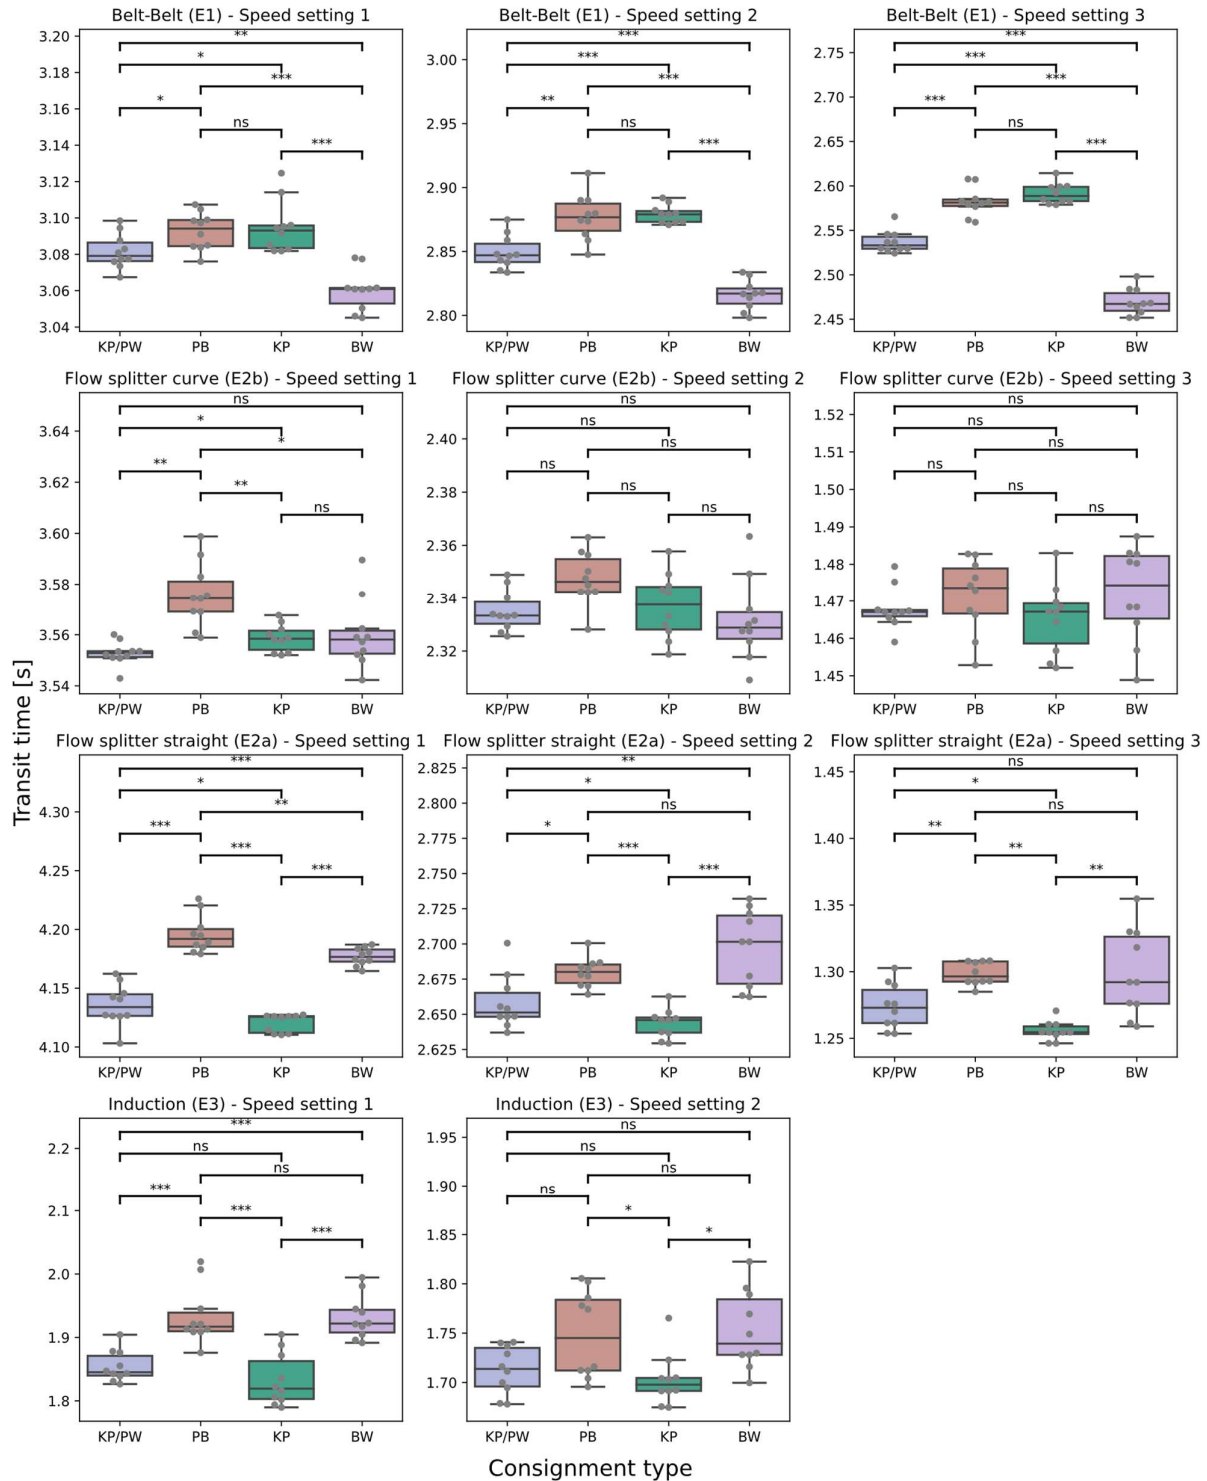 Belt-Belt (E1) - Speed setting 1
3.20
3.18
3.16
3.14
3.12
3.10
3.08
3.06
3.04
**
*
***
*
ns
***
KP/PW PB KP BW
Belt-Belt (E1) - Speed setting 2
3.00
2.95
2.90
2.85
2.80
***
***
***
**
ns
***
KP/PW PB KP BW
Belt-Belt (E1) - Speed setting 3
2.75
2.70
2.65
2.60
2.55
2.50
2.45
***
***
***
***
ns
***
KP/PW PB KP BW
Flow splitter curve (E2b) - Speed setting 1
3.64
3.62
3.60
3.58
3.56
3.54
ns
*
*
**
**
ns
KP/PW PB KP BW
Flow splitter curve (E2b) - Speed setting 2
2.40
2.38
2.36
2.34
2.32
ns
ns
ns
ns
ns
ns
KP/PW PB KP BW
Flow splitter curve (E2b) - Speed setting 3
1.52
1.51
1.50
1.49
1.48
1.47
1.46
1.45
ns
ns
ns
ns
ns
ns
KP/PW PB KP BW
Transit time [s]
Flow splitter straight (E2a) - Speed setting 1
4.30
4.25
4.20
4.15
4.10
***
*
**
***
***
***
KP/PW PB KP BW
Flow splitter straight (E2a) - Speed setting 2
2.825
2.800
2.775
2.750
2.725
2.700
2.675
2.650
2.625
**
*
ns
*
***
***
KP/PW PB KP BW
Flow splitter straight (E2a) - Speed setting 3
1.45
1.40
1.35
1.30
1.25
ns
*
ns
**
**
**
KP/PW PB KP BW
Induction (E3) - Speed setting 1
2.2
2.1
2.0
1.9
1.8
***
ns
ns
***
***
***
KP/PW PB KP BW
Induction (E3) - Speed setting 2
1.95
1.90
1.85
1.80
1.75
1.70
ns
ns
ns
ns
*
*
KP/PW PB KP BW
Consignment type